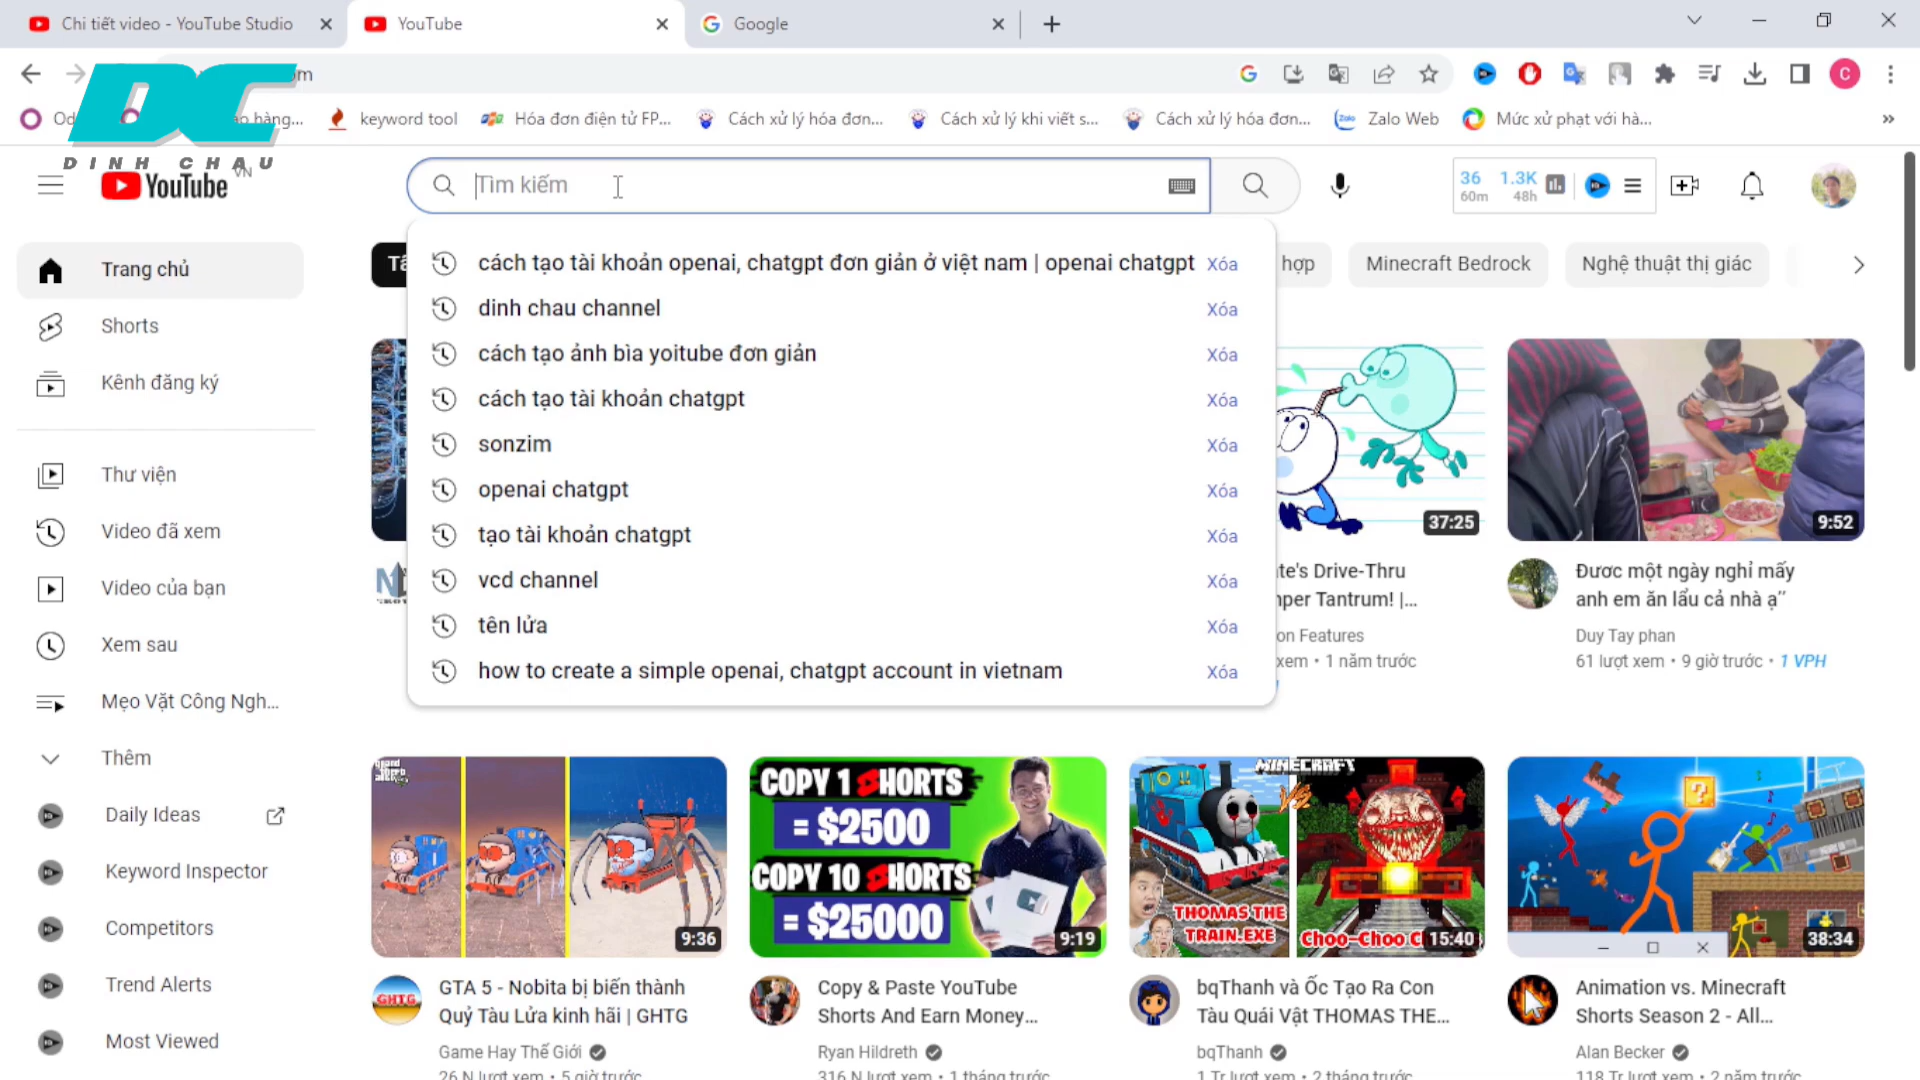 Chi tiết video - YouTube Studio
YouTube
Google
DC
DINH CHAU
keyword tool
Hóa đơn điện tử FP...
Cách xử lý hóa đơn...
Cách xử lý khi viết s...
Cách xử lý hóa đơn...
Zalo Web
Mức xử phạt với hà...
»
YouTube VN
Tìm kiếm
36 60m
1.3K 48h
C
Trang chủ
Shorts
Kênh đăng ký
Thư viện
Video đã xem
Video của bạn
Xem sau
Mẹo Vặt Công Ngh...
Thêm
Daily Ideas
Keyword Inspector
Competitors
Trend Alerts
Most Viewed
hợp
Minecraft Bedrock
Nghệ thuật thị giác
cách tạo tài khoản openai, chatgpt đơn giản ở việt nam | openai chatgpt Xóa
dinh chau channel Xóa
cách tạo ảnh bìa yoitube đơn giản Xóa
cách tạo tài khoản chatgpt Xóa
sonzim Xóa
openai chatgpt Xóa
tạo tài khoản chatgpt Xóa
vcd channel Xóa
tên lửa Xóa
how to create a simple openai, chatgpt account in vietnam Xóa
37:25
's Drive-Thru
per Tantrum! |...
on Features
xem • 1 năm trước
9:52
Đươc một ngày nghỉ mấy
anh em ăn lẩu cả nhà ạ"
Duy Tay phan
61 lượt xem • 9 giờ trước • 1 VPH
9:36
GHTG
GTA 5 - Nobita bị biến thành
Quỷ Tàu Lửa kinh hãi | GHTG
Game Hay Thế Giới
26 N lượt xem • 5 giờ trước
COPY 1 SHORTS
= $2500
COPY 10 SHORTS
= $25000
9:19
Copy & Paste YouTube
Shorts And Earn Money...
Ryan Hildreth
316 N lượt xem • 1 tháng trước
MINECRAFT
VS
THOMAS THE
TRAIN.EXE
Choo-Choo C
15:40
bqThanh và Ốc Tạo Ra Con
Tàu Quái Vật THOMAS THE...
bqThanh
1 Tr lượt xem • 2 tháng trước
?
38:34
Animation vs. Minecraft
Shorts Season 2 - All...
Alan Becker
118 Tr lượt xem • 2 năm trước